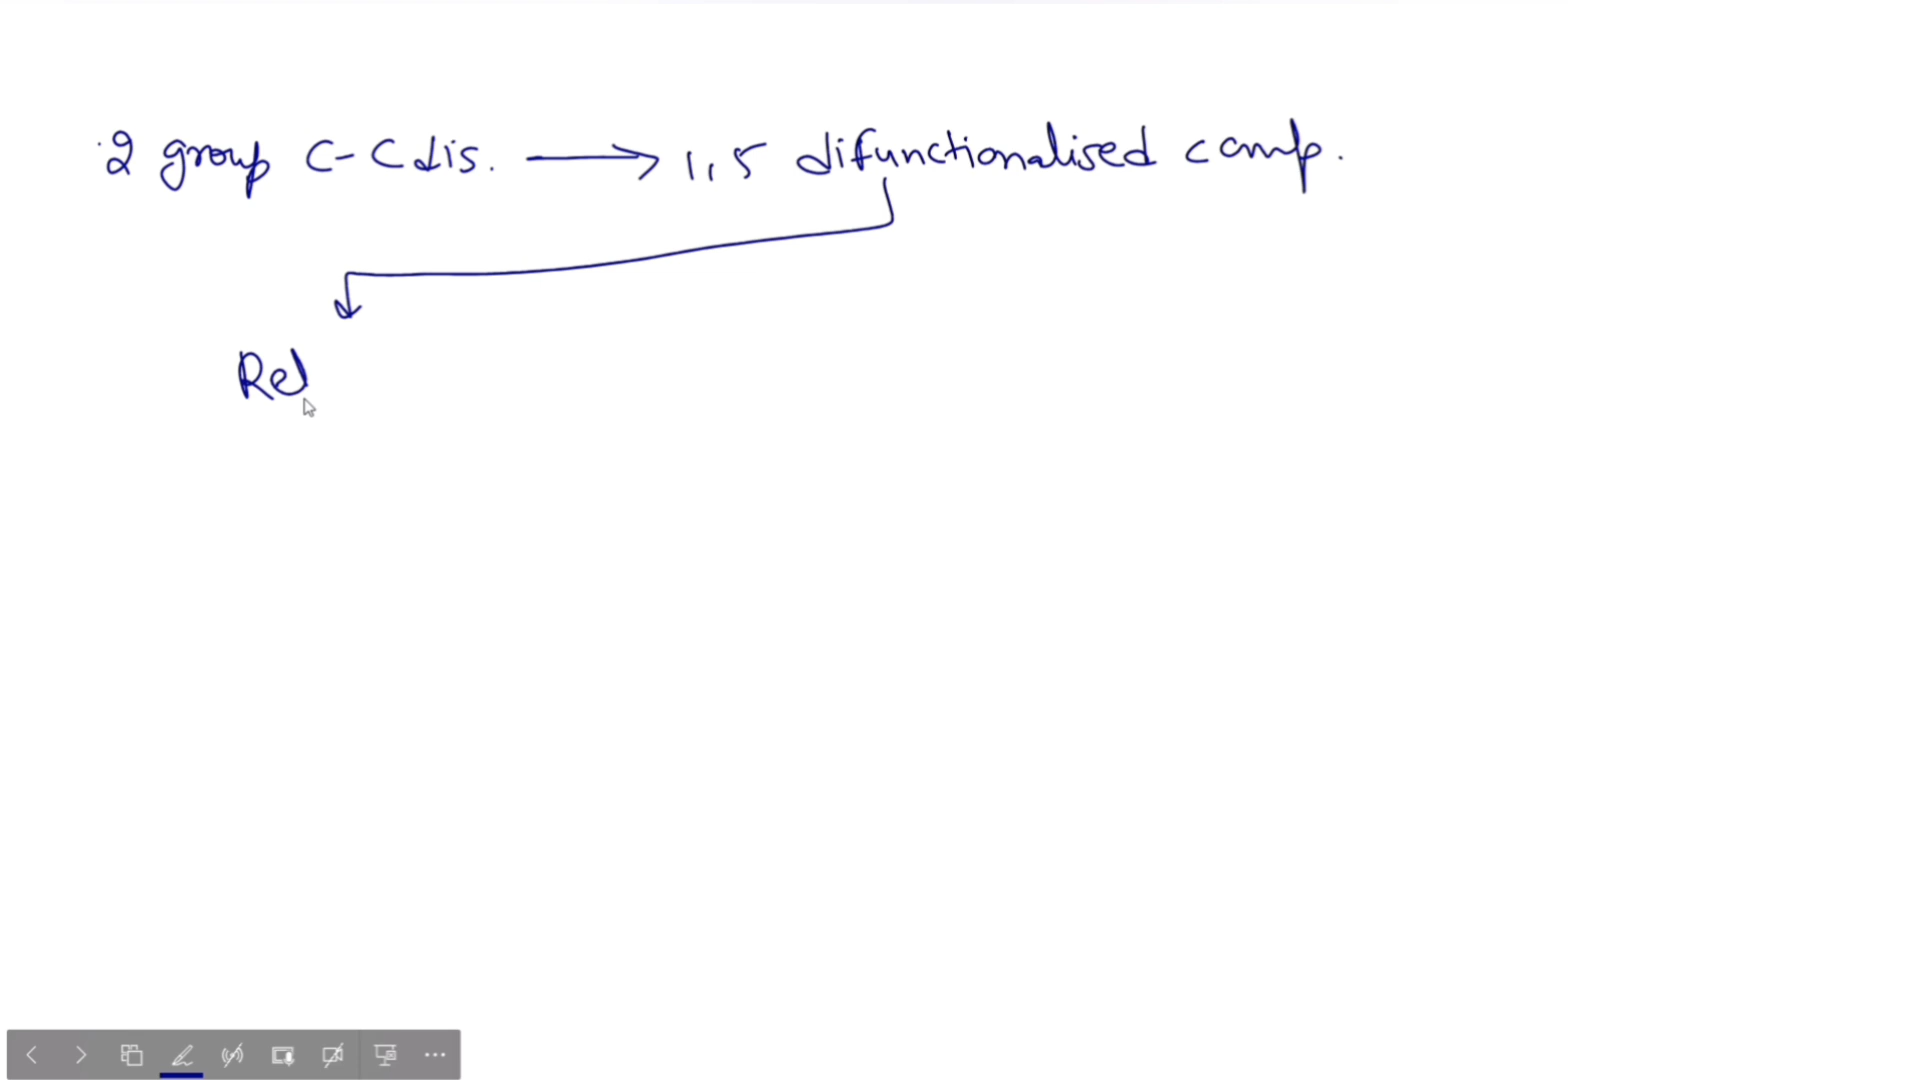 2 group C-C dis. ⟶ 1,5 difunctionalised comp.
Rel